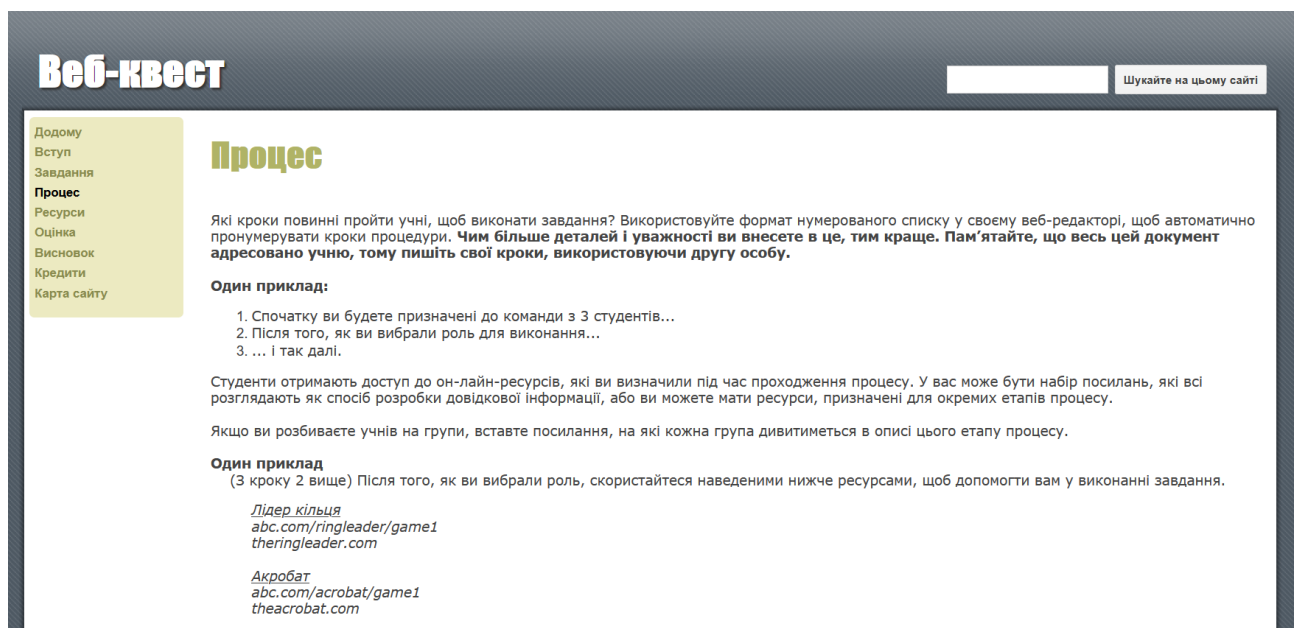 Веб-квест
Шукайте на цьому сайті
Додому
Вступ
Завдання
Процес
Ресурси
Оцінка
Висновок
Кредити
Карта сайту
Процес
Які кроки повинні пройти учні, щоб виконати завдання? Використовуйте формат нумерованого списку у своєму веб-редакторі, щоб автоматично
пронумерувати кроки процедури. Чим більше деталей і уважності ви внесете в це, тим краще. Пам’ятайте, що весь цей документ
адресовано учню, тому пишіть свої кроки, використовуючи другу особу.
Один приклад:
1. Спочатку ви будете призначені до команди з 3 студентів...
2. Після того, як ви вибрали роль для виконання...
3. ... і так далі.
Студенти отримають доступ до он-лайн-ресурсів, які ви визначили під час проходження процесу. У вас може бути набір посилань, які всі
розглядають як спосіб розробки довідкової інформації, або ви можете мати ресурси, призначені для окремих етапів процесу.
Якщо ви розбиваєте учнів на групи, вставте посилання, на які кожна група дивитиметься в описі цього етапу процесу.
Один приклад
(З кроку 2 вище) Після того, як ви вибрали роль, скористайтеся наведеними нижче ресурсами, щоб допомогти вам у виконанні завдання.
Лідер кільця
abc.com/ringleader/game1
theringleader.com
Акробат
abc.com/acrobat/game1
theacrobat.com